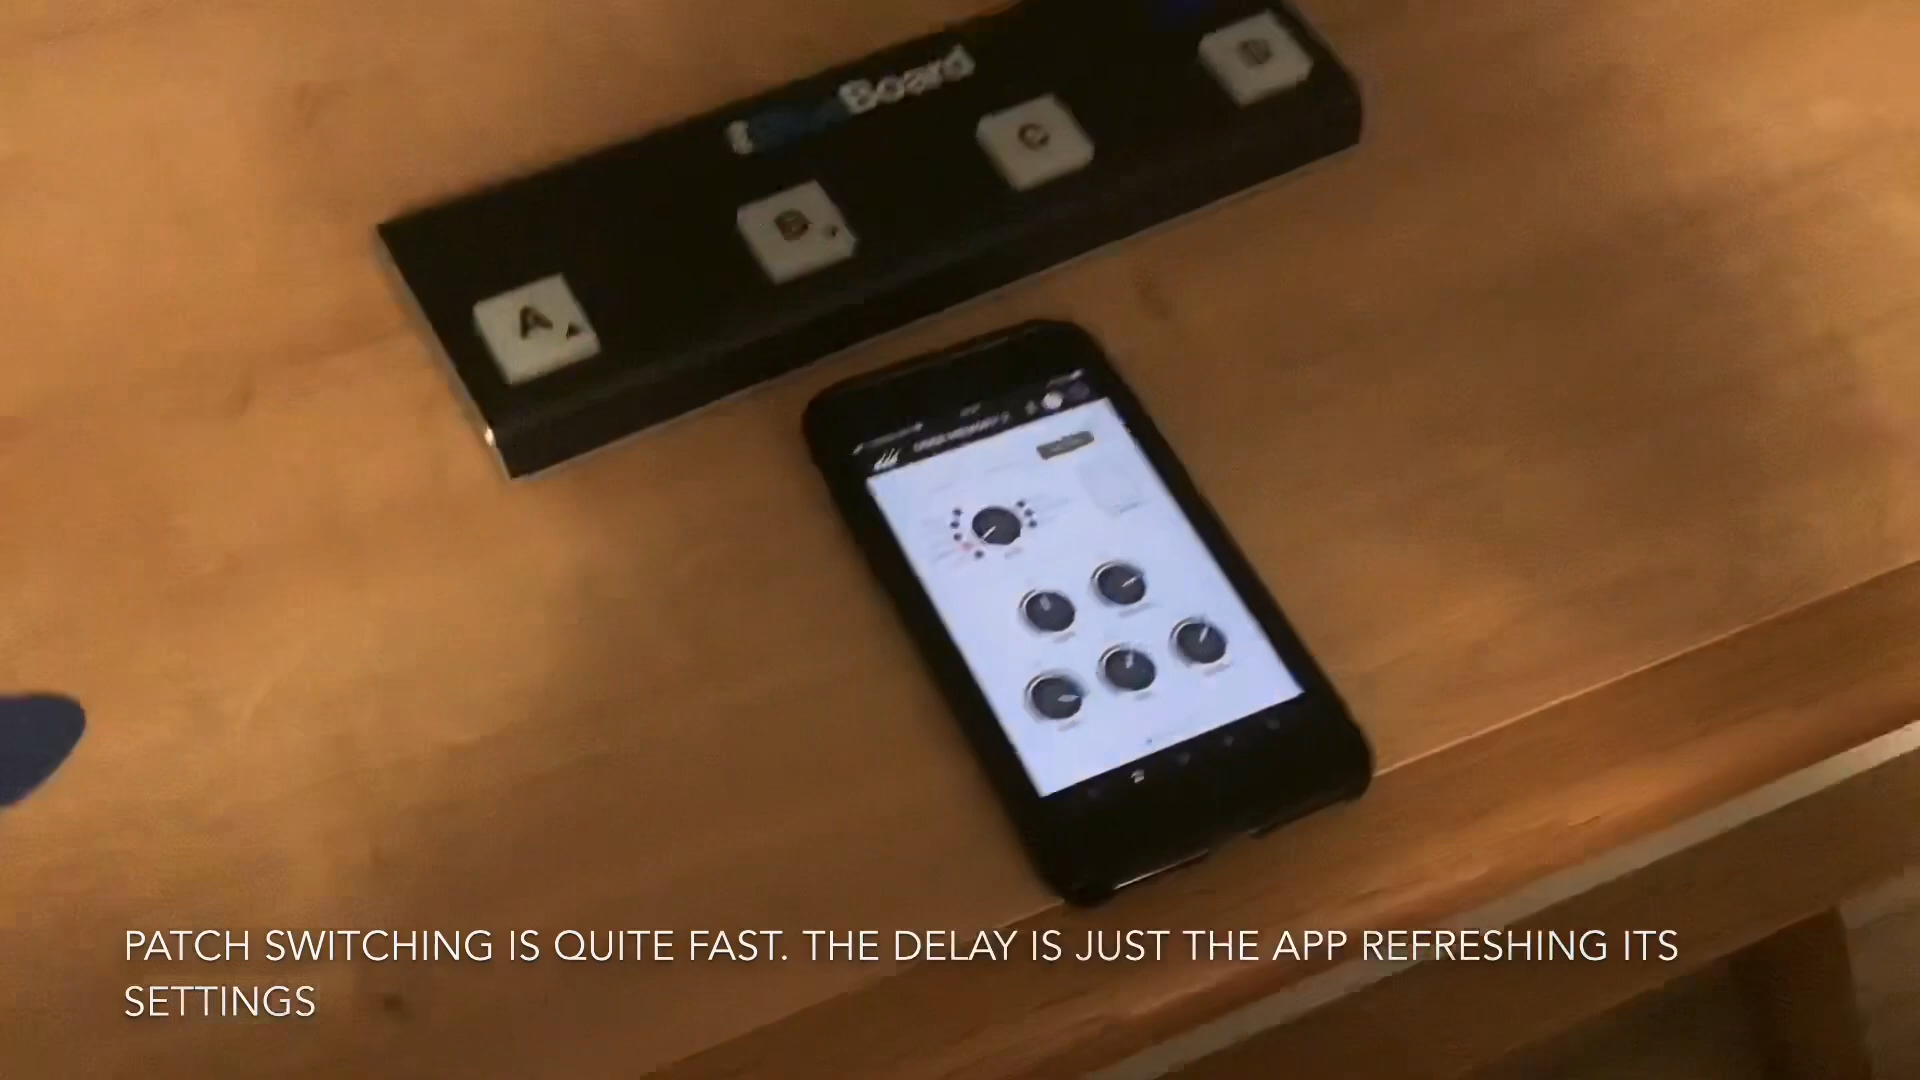 Board
D
C
B
A
PATCH SWITCHING IS QUITE FAST. THE DELAY IS JUST THE APP REFRESHING ITS
SETTINGS